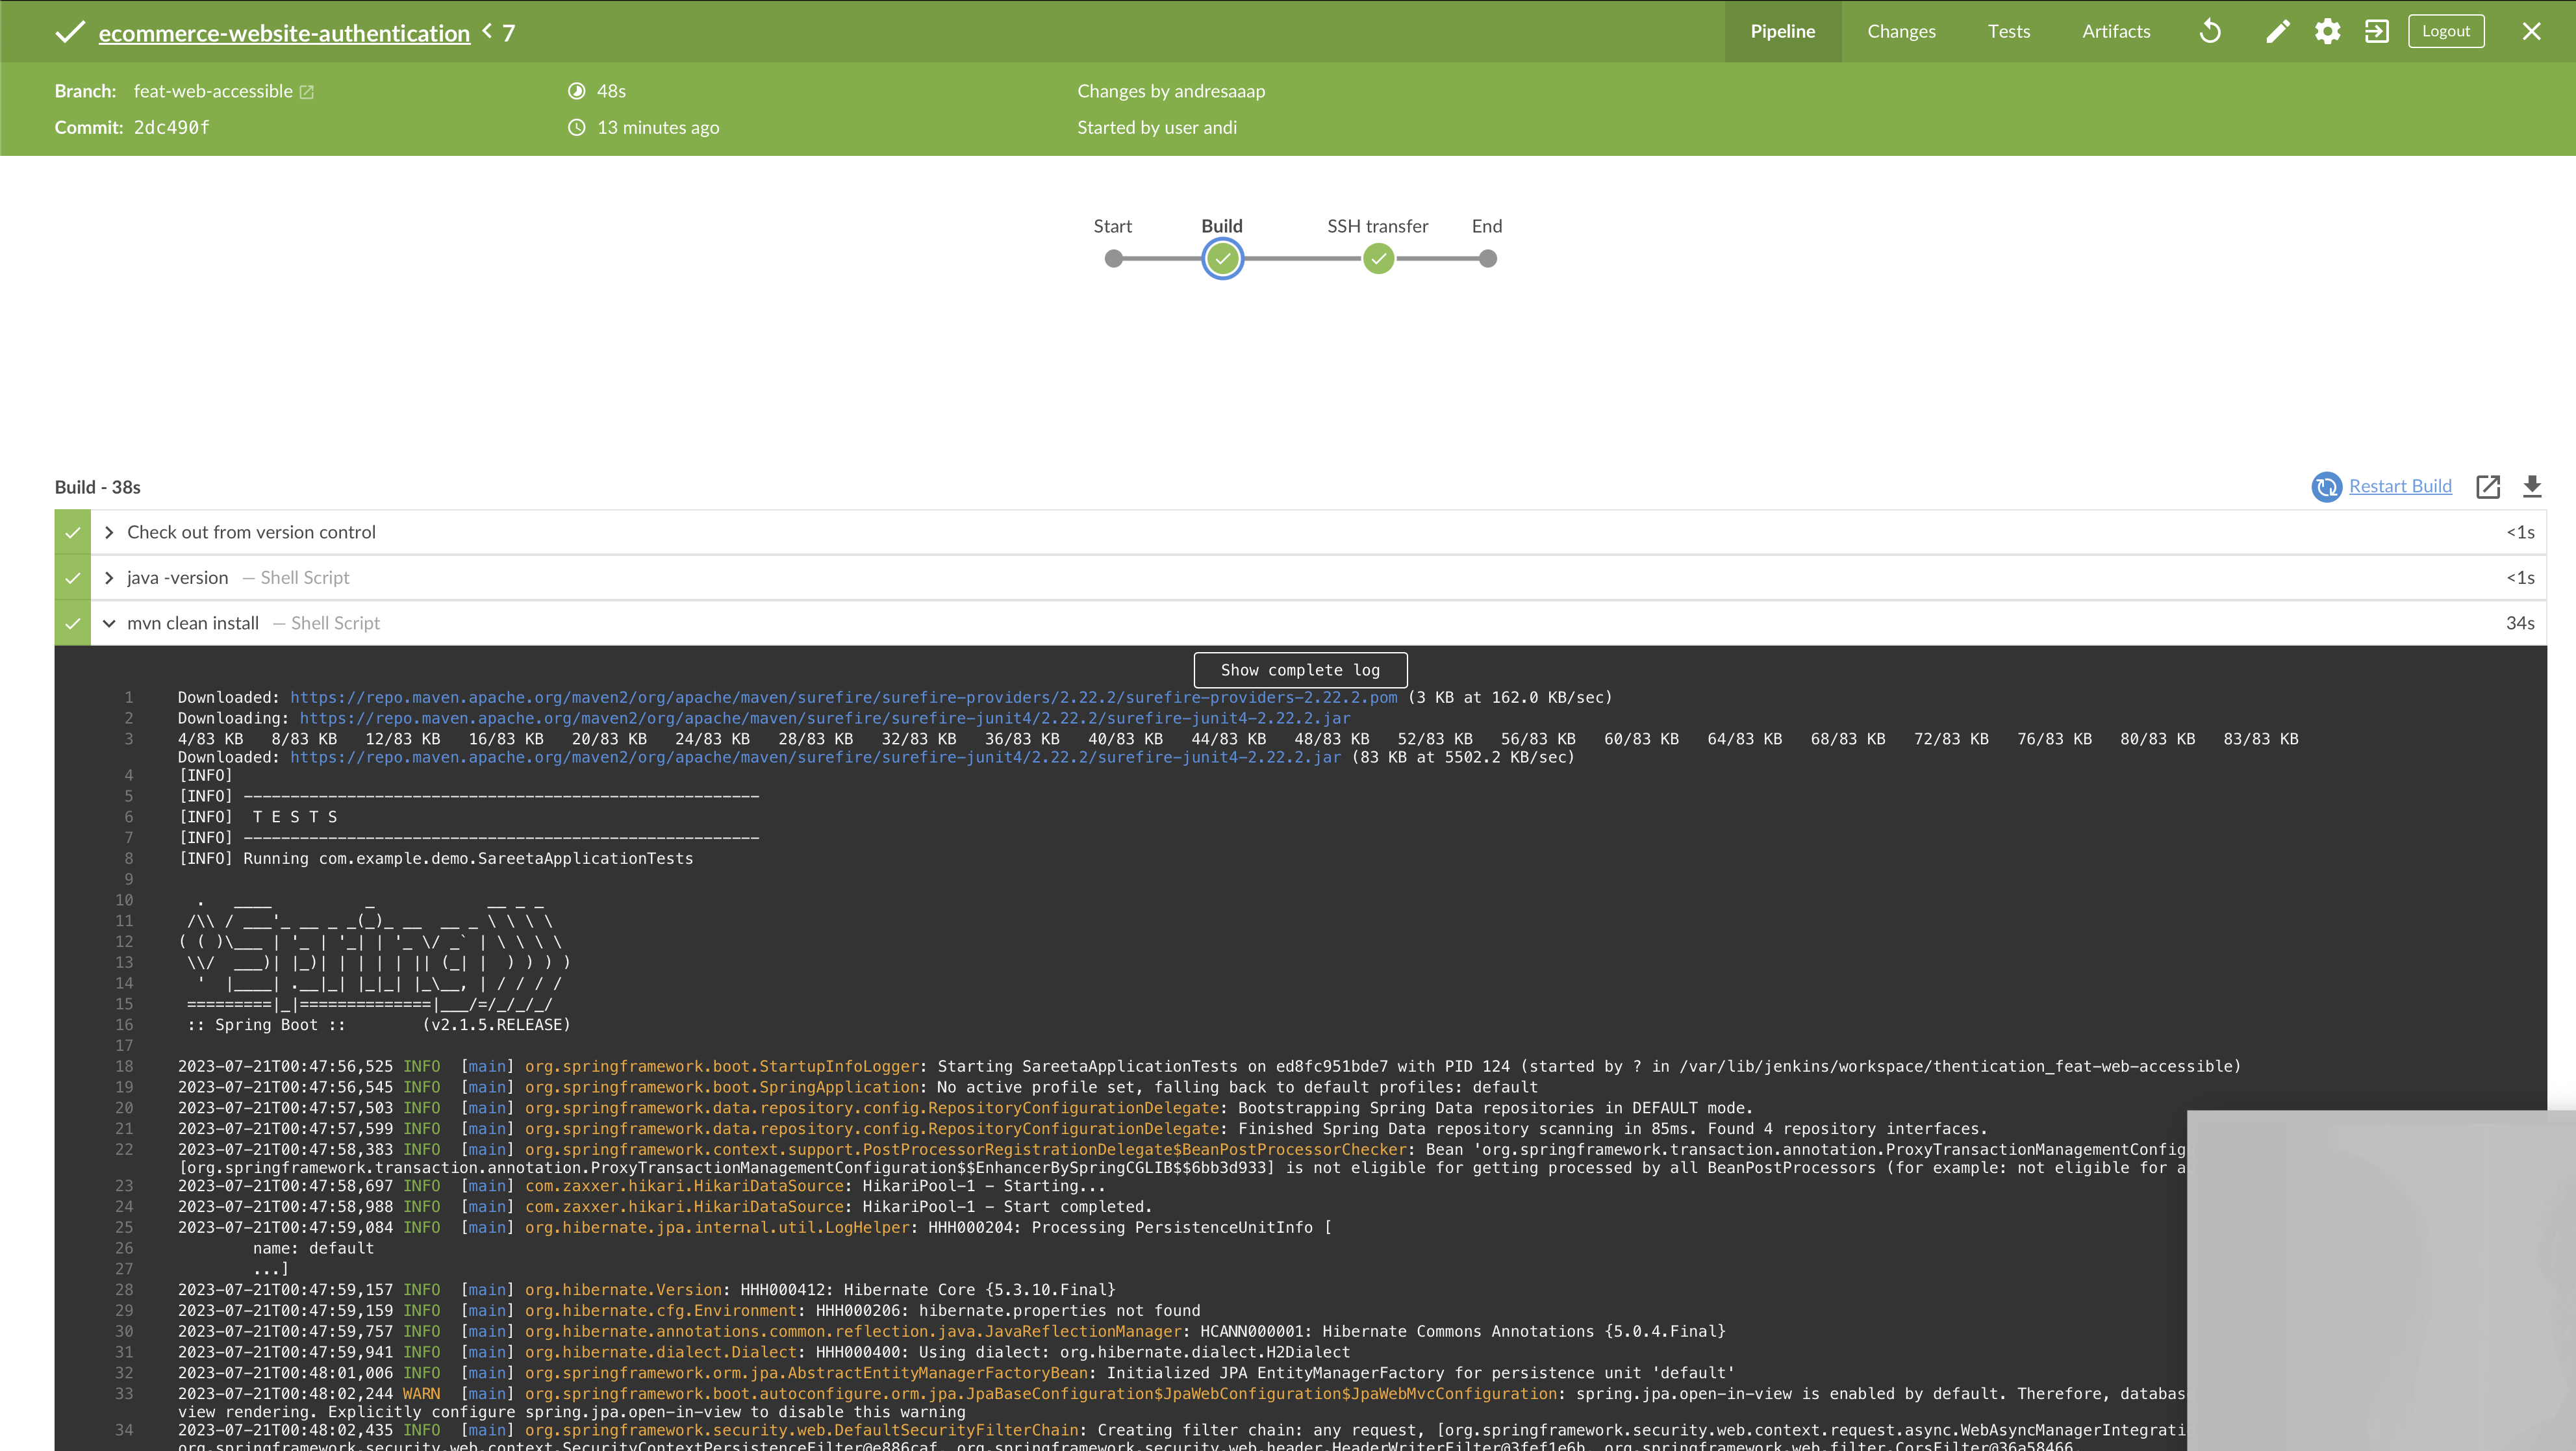 ecommerce-website-authentication < 7
Pipeline Changes Tests Artifacts Logout
Branch: feat-web-accessible 48s Changes by andresaaap
Commit: 2dc490f 13 minutes ago Started by user andi
Start Build SSH transfer End
Build - 38s Restart Build
Check out from version control <1s
java -version — Shell Script <1s
mvn clean install — Shell Script 34s
Show complete log
1 Downloaded: https://repo.maven.apache.org/maven2/org/apache/maven/surefire/surefire-providers/2.22.2/surefire-providers-2.22.2.pom (3 KB at 162.0 KB/sec)
2 Downloading: https://repo.maven.apache.org/maven2/org/apache/maven/surefire/surefire-junit4/2.22.2/surefire-junit4-2.22.2.jar
3 4/83 KB 8/83 KB 12/83 KB 16/83 KB 20/83 KB 24/83 KB 28/83 KB 32/83 KB 36/83 KB 40/83 KB 44/83 KB 48/83 KB 52/83 KB 56/83 KB 60/83 KB 64/83 KB 68/83 KB 72/83 KB 76/83 KB 80/83 KB 83/83 KB
Downloaded: https://repo.maven.apache.org/maven2/org/apache/maven/surefire/surefire-junit4/2.22.2/surefire-junit4-2.22.2.jar (83 KB at 5502.2 KB/sec)
4 [INFO]
5 [INFO] -------------------------------------------------------
6 [INFO]  T E S T S
7 [INFO] -------------------------------------------------------
8 [INFO] Running com.example.demo.SareetaApplicationTests
9
10   .   ____          _            __ _ _
11  /\\ / ___'_ __ _ _(_)_ __  __ _ \ \ \ \
12 ( ( )\___ | '_ | '_| | '_ \/ _` | \ \ \ \
13  \\/  ___)| |_)| | | | | || (_| |  ) ) ) )
14   '  |____| .__|_| |_|_| |_\__, | / / / /
15  =========|_|==============|___/=/_/_/_/
16  :: Spring Boot ::        (v2.1.5.RELEASE)
17
18 2023-07-21T00:47:56,525 INFO  [main] org.springframework.boot.StartupInfoLogger: Starting SareetaApplicationTests on ed8fc951bde7 with PID 124 (started by ? in /var/lib/jenkins/workspace/thentication_feat-web-accessible)
19 2023-07-21T00:47:56,545 INFO  [main] org.springframework.boot.SpringApplication: No active profile set, falling back to default profiles: default
20 2023-07-21T00:47:57,503 INFO  [main] org.springframework.data.repository.config.RepositoryConfigurationDelegate: Bootstrapping Spring Data repositories in DEFAULT mode.
21 2023-07-21T00:47:57,599 INFO  [main] org.springframework.data.repository.config.RepositoryConfigurationDelegate: Finished Spring Data repository scanning in 85ms. Found 4 repository interfaces.
22 2023-07-21T00:47:58,383 INFO  [main] org.springframework.context.support.PostProcessorRegistrationDelegate$BeanPostProcessorChecker: Bean 'org.springframework.transaction.annotation.ProxyTransactionManagementConfig
[org.springframework.transaction.annotation.ProxyTransactionManagementConfiguration$$EnhancerBySpringCGLIB$$6bb3d933] is not eligible for getting processed by all BeanPostProcessors (for example: not eligible for a
23 2023-07-21T00:47:58,697 INFO  [main] com.zaxxer.hikari.HikariDataSource: HikariPool-1 - Starting...
24 2023-07-21T00:47:58,988 INFO  [main] com.zaxxer.hikari.HikariDataSource: HikariPool-1 - Start completed.
25 2023-07-21T00:47:59,084 INFO  [main] org.hibernate.jpa.internal.util.LogHelper: HHH000204: Processing PersistenceUnitInfo [
26 name: default
27 ...]
28 2023-07-21T00:47:59,157 INFO  [main] org.hibernate.Version: HHH000412: Hibernate Core {5.3.10.Final}
29 2023-07-21T00:47:59,159 INFO  [main] org.hibernate.cfg.Environment: HHH000206: hibernate.properties not found
30 2023-07-21T00:47:59,757 INFO  [main] org.hibernate.annotations.common.reflection.java.JavaReflectionManager: HCANN000001: Hibernate Commons Annotations {5.0.4.Final}
31 2023-07-21T00:47:59,941 INFO  [main] org.hibernate.dialect.Dialect: HHH000400: Using dialect: org.hibernate.dialect.H2Dialect
32 2023-07-21T00:48:01,006 INFO  [main] org.springframework.orm.jpa.AbstractEntityManagerFactoryBean: Initialized JPA EntityManagerFactory for persistence unit 'default'
33 2023-07-21T00:48:02,244 WARN  [main] org.springframework.boot.autoconfigure.orm.jpa.JpaBaseConfiguration$JpaWebConfiguration$JpaWebMvcConfiguration: spring.jpa.open-in-view is enabled by default. Therefore, databas
view rendering. Explicitly configure spring.jpa.open-in-view to disable this warning
34 2023-07-21T00:48:02,435 INFO  [main] org.springframework.security.web.DefaultSecurityFilterChain: Creating filter chain: any request, [org.springframework.security.web.context.request.async.WebAsyncManagerIntegrati
org.springframework.security.web.context.SecurityContextPersistenceFilter@e886caf, org.springframework.security.web.header.HeaderWriterFilter@3fef1e6b, org.springframework.web.filter.CorsFilter@36a58466,